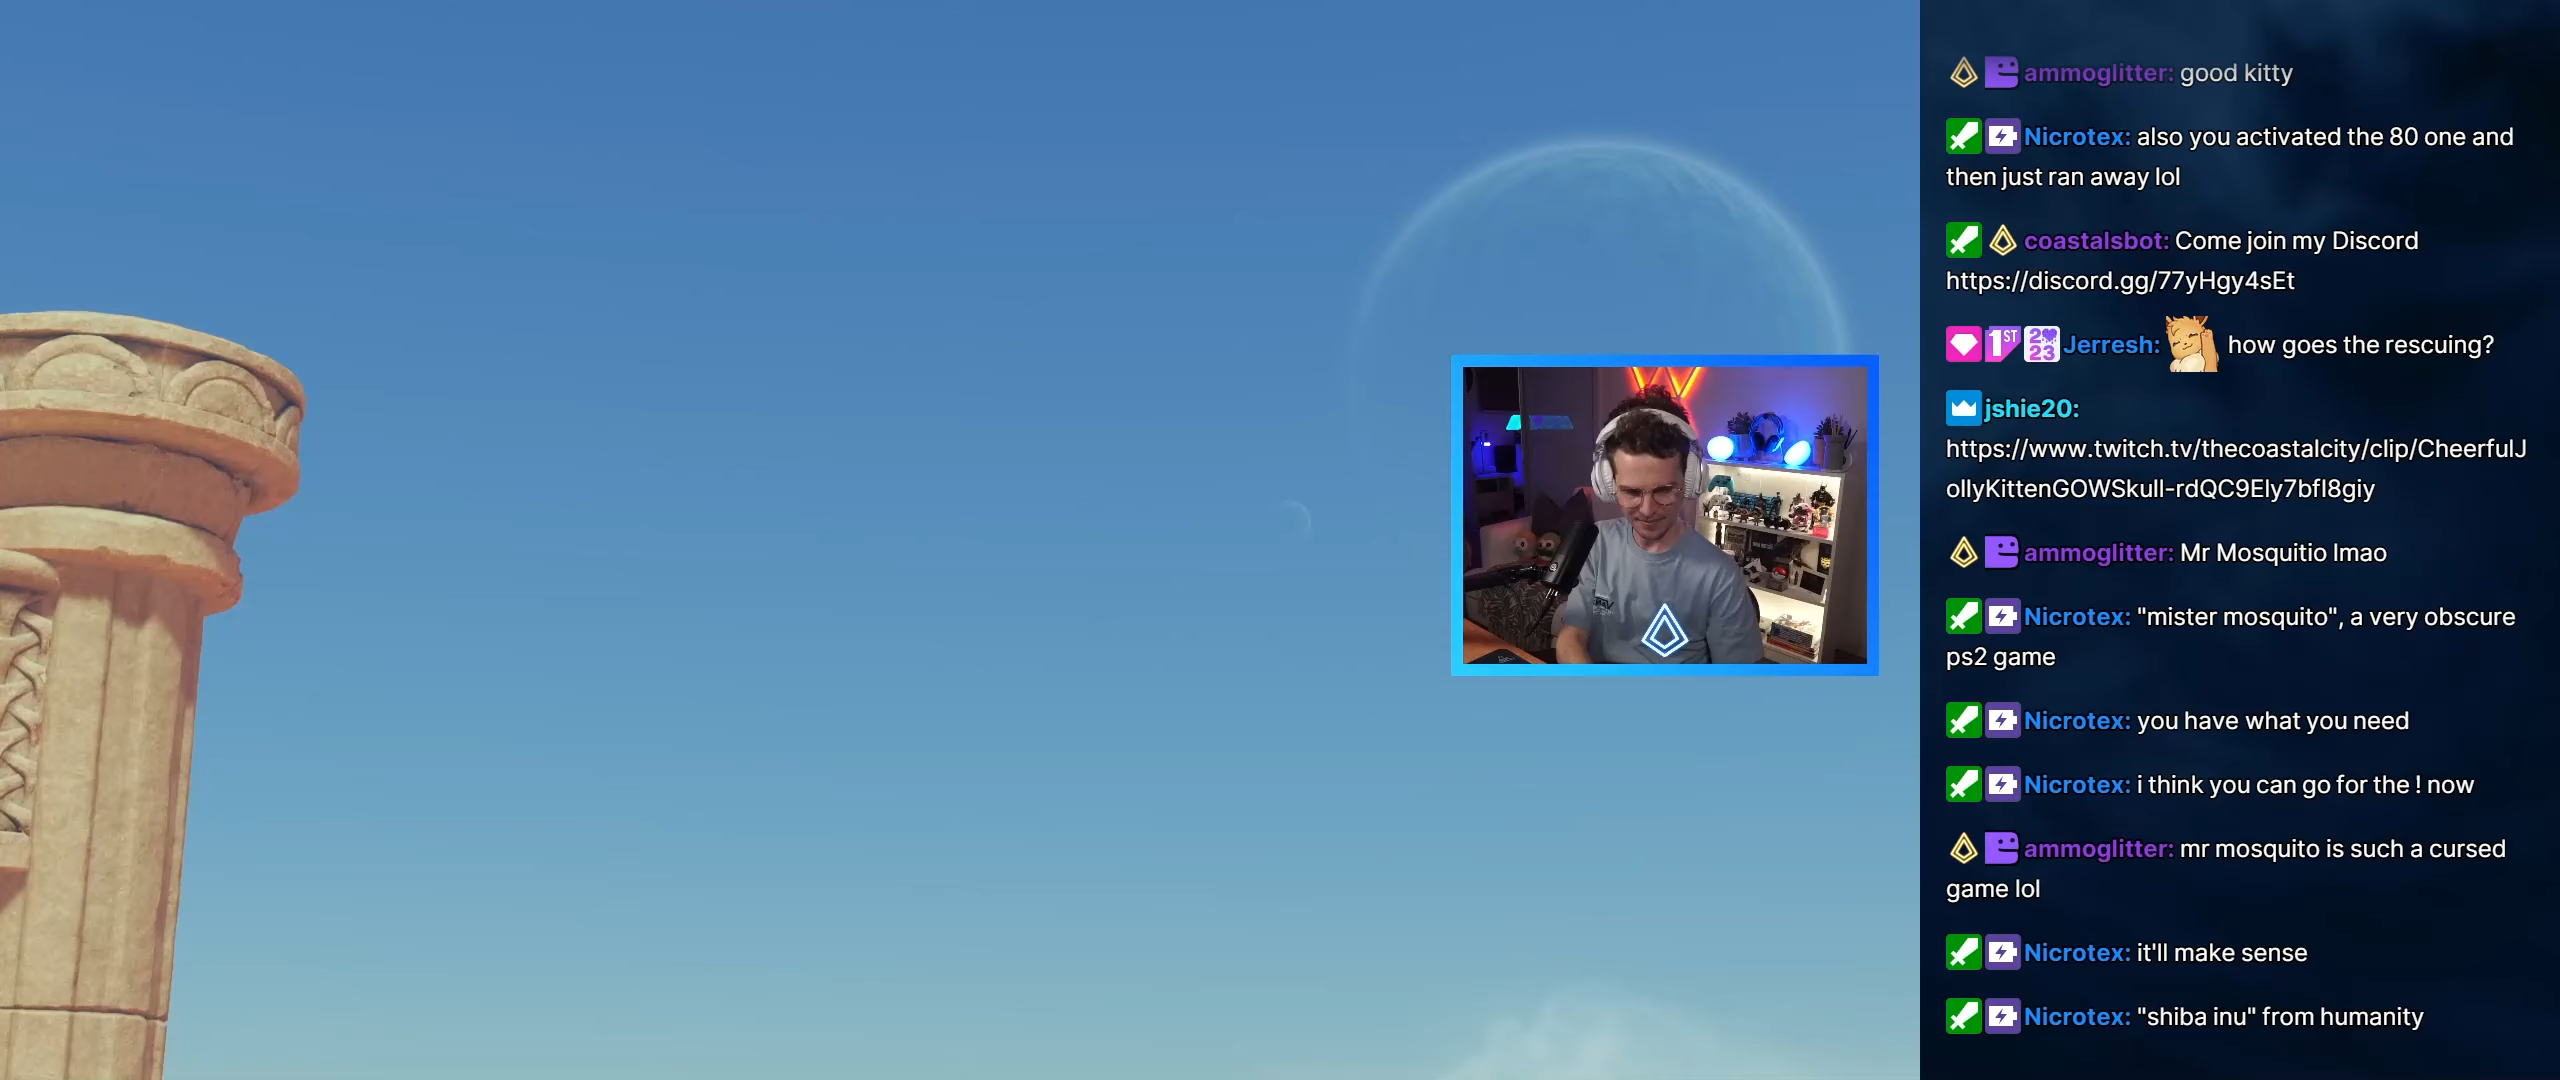 ammoglitter: good kitty
Nicrotex: also you activated the 80 one and
then just ran away lol
coastalsbot: Come join my Discord
https://discord.gg/77yHgy4sEt
1ST 2023 Jerresh: how goes the rescuing?
jshie20:
https://www.twitch.tv/thecoastalcity/clip/CheerfulJ
ollyKittenGOWSkull-rdQC9Ely7bfI8giy
ammoglitter: Mr Mosquitio lmao
Nicrotex: "mister mosquito", a very obscure
ps2 game
Nicrotex: you have what you need
Nicrotex: i think you can go for the ! now
ammoglitter: mr mosquito is such a cursed
game lol
Nicrotex: it'll make sense
Nicrotex: "shiba inu" from humanity